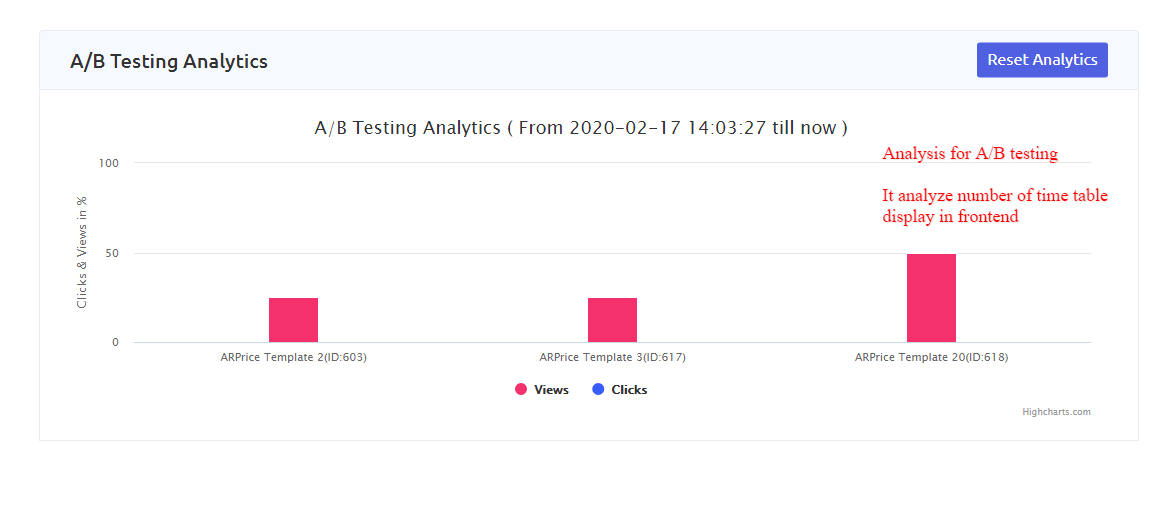 A/B Testing Analytics
Reset Analytics
A/B Testing Analytics ( From 2020-02-17 14:03:27 till now )
Analysis for A/B testing
It analyze number of time table
display in frontend
Clicks & Views in %
100
50
0
ARPrice Template 2(ID:603)
ARPrice Template 3(ID:617)
ARPrice Template 20(ID:618)
Views
Clicks
Highcharts.com